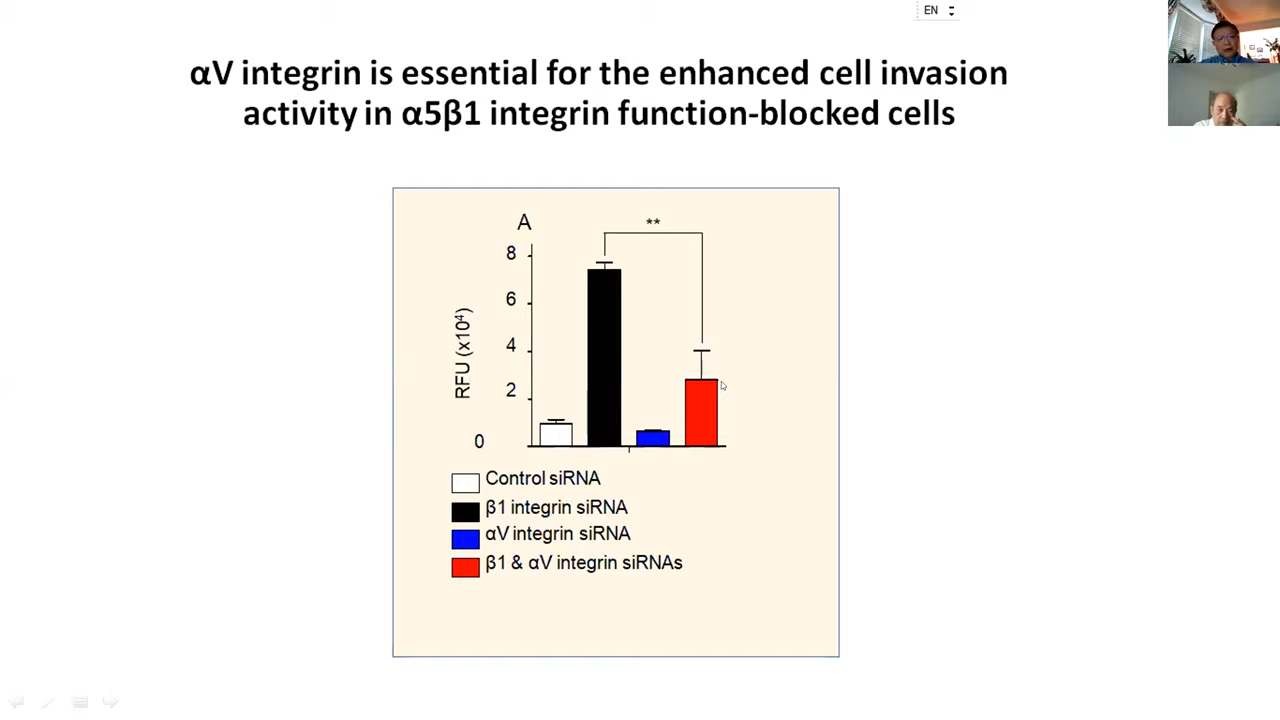 EN
αV integrin is essential for the enhanced cell invasion
activity in α5β1 integrin function-blocked cells
A
**
8
6
4
2
0
RFU (x10⁴)
Control siRNA
β1 integrin siRNA
αV integrin siRNA
β1 & αV integrin siRNAs